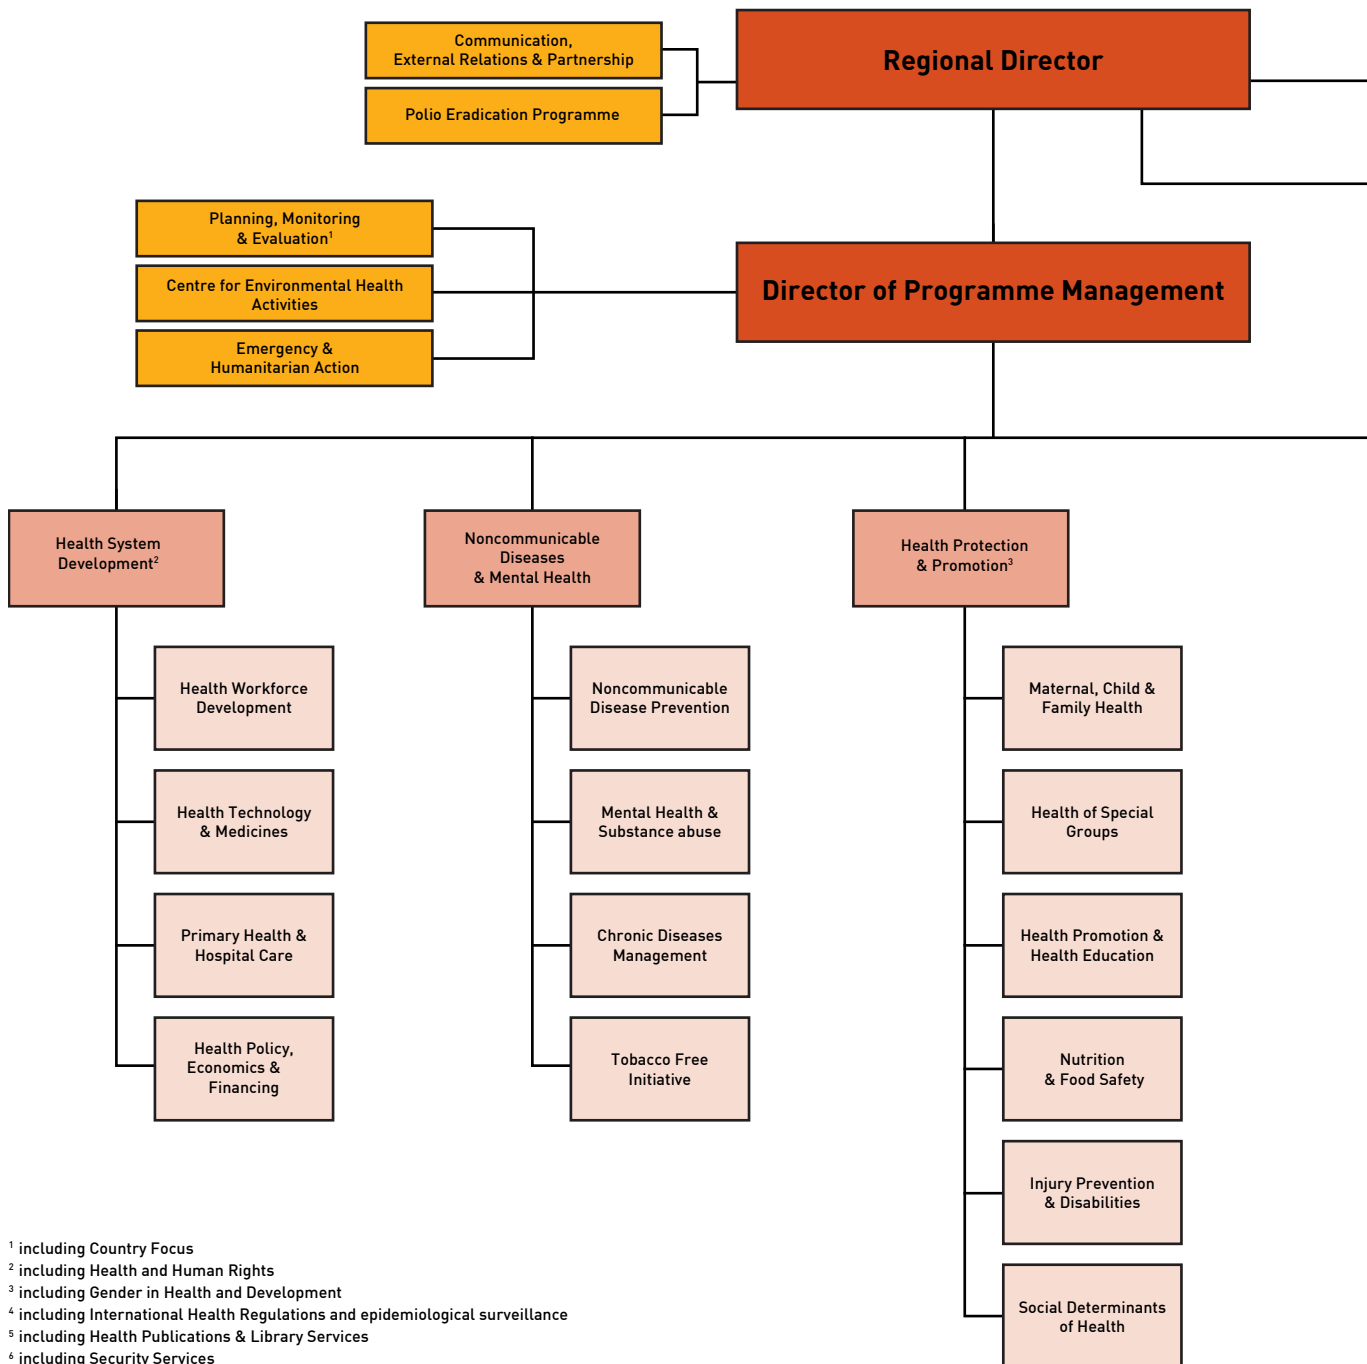 Communication,
External Relations & Partnership
Regional Director
Polio Eradication Programme
Planning, Monitoring
& Evaluation¹
Centre for Environmental Health
Activities
Emergency &
Humanitarian Action
Director of Programme Management
Health System
Development²
Noncommunicable
Diseases
& Mental Health
Health Protection
& Promotion³
Health Workforce
Development
Health Technology
& Medicines
Primary Health &
Hospital Care
Health Policy,
Economics &
Financing
Noncommunicable
Disease Prevention
Mental Health &
Substance abuse
Chronic Diseases
Management
Tobacco Free
Initiative
Maternal, Child &
Family Health
Health of Special
Groups
Health Promotion &
Health Education
Nutrition
& Food Safety
Injury Prevention
& Disabilities
Social Determinants
of Health
¹ including Country Focus
² including Health and Human Rights
³ including Gender in Health and Development
⁴ including International Health Regulations and epidemiological surveillance
⁵ including Health Publications & Library Services
⁶ including Security Services